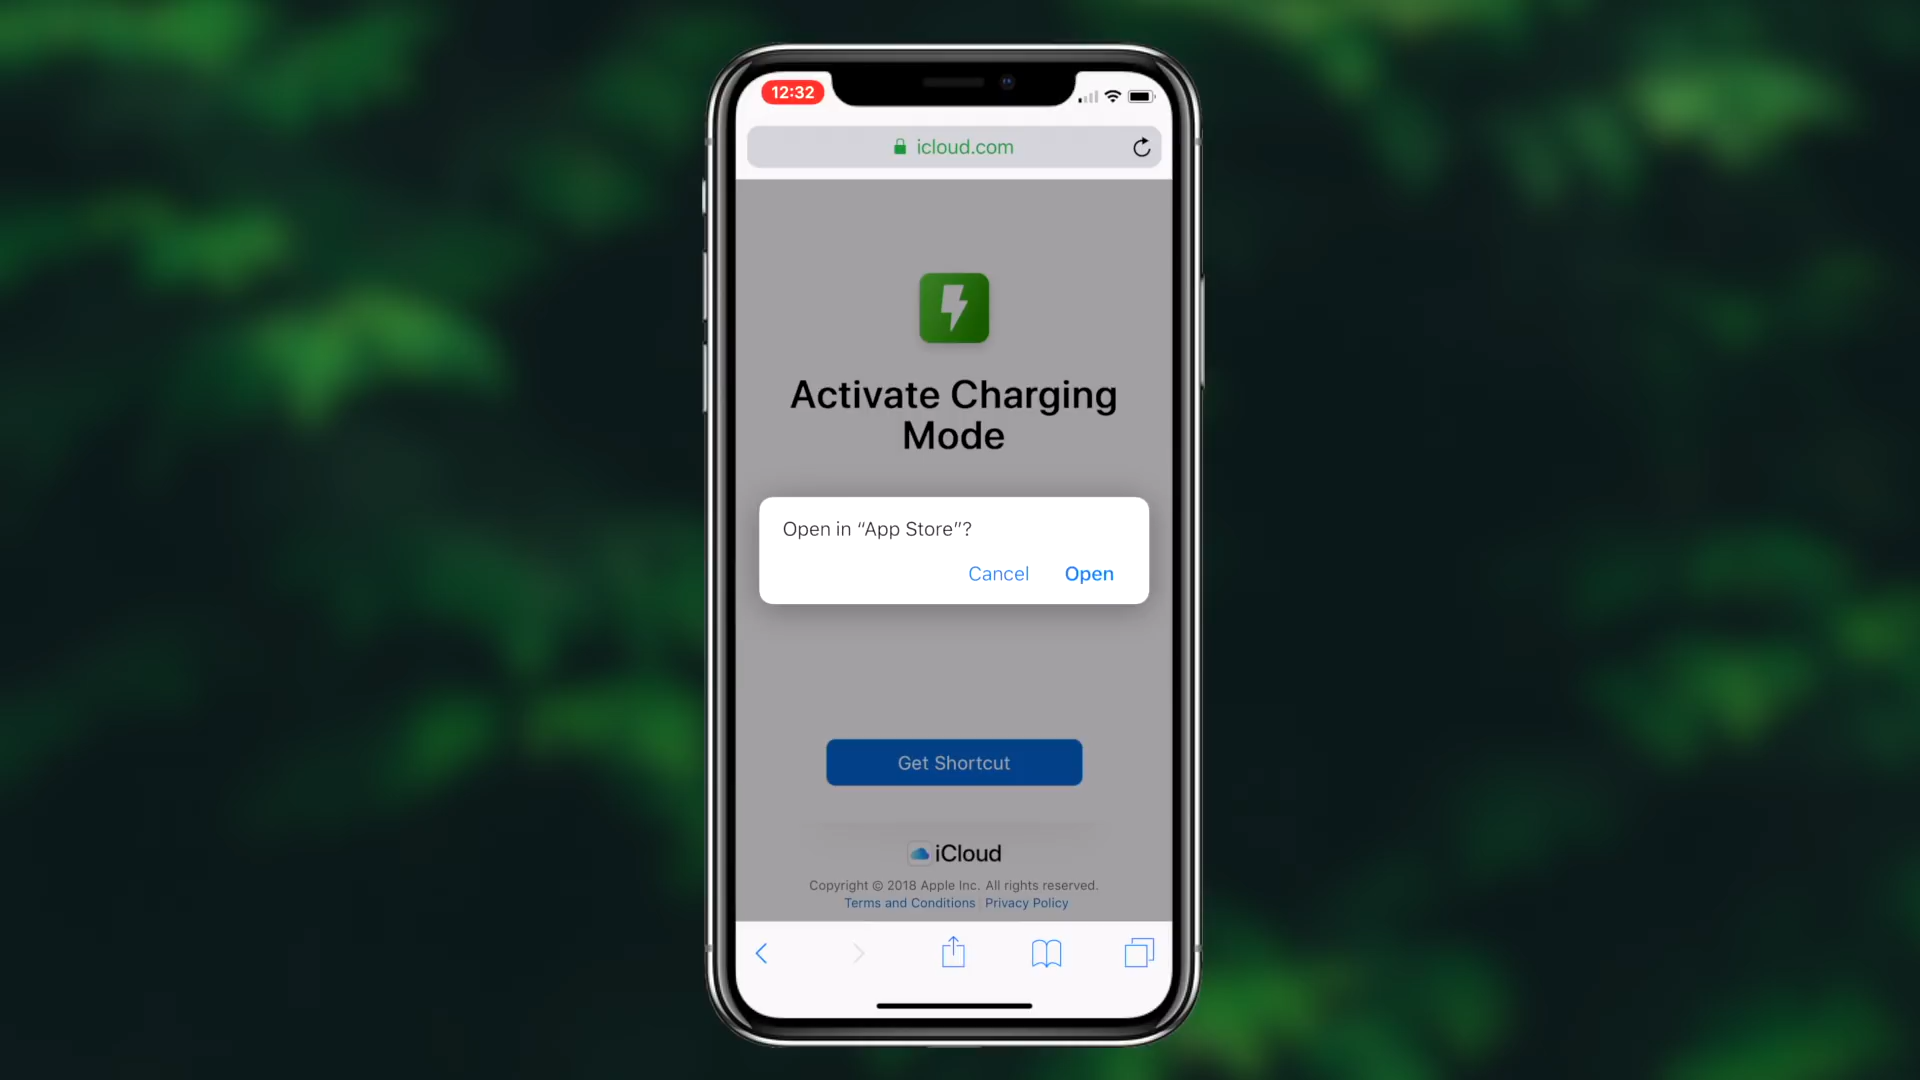 12:32
icloud.com
Activate Charging
Mode
Open in “App Store”?
Cancel Open
Get Shortcut
iCloud
Copyright © 2018 Apple Inc. All rights reserved.
Terms and Conditions Privacy Policy